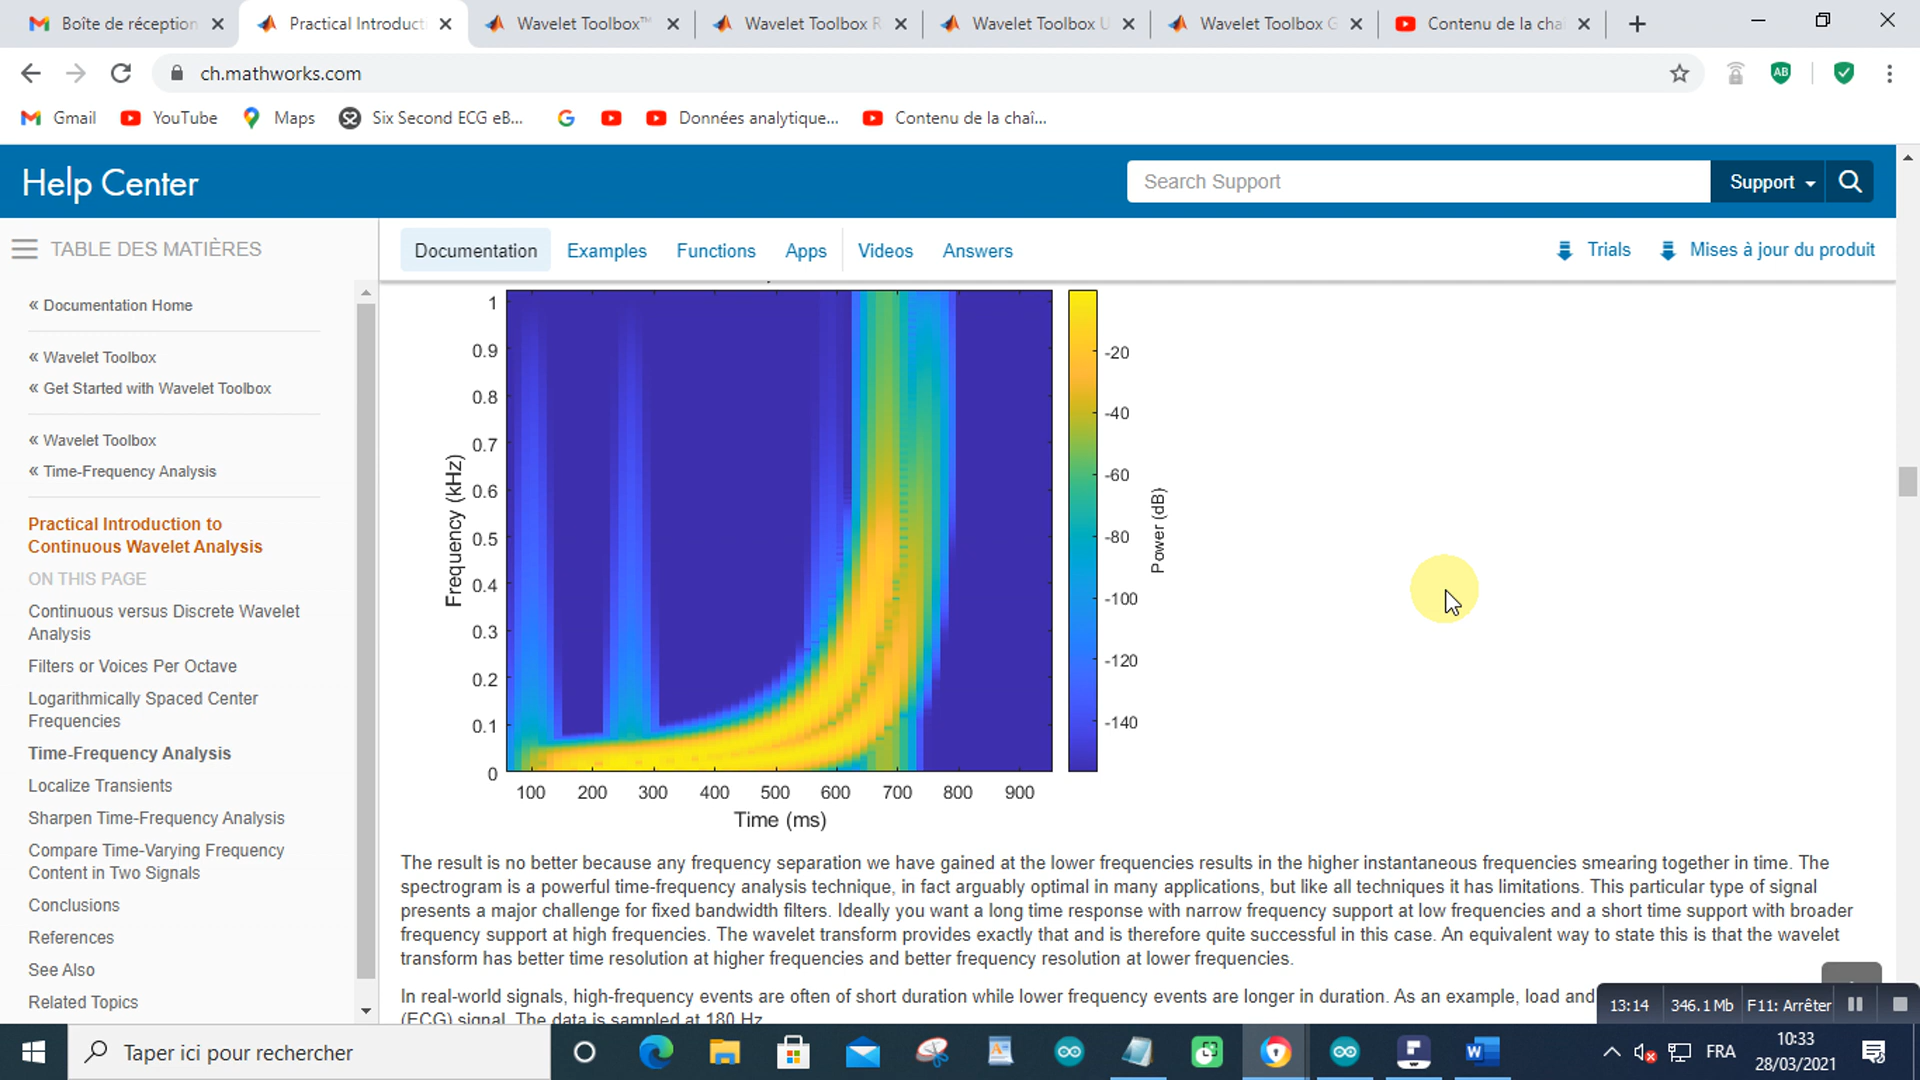 Boîte de réception
Practical Introducti
Wavelet Toolbox™
Wavelet Toolbox R
Wavelet Toolbox U
Wavelet Toolbox G
Contenu de la chaî
ch.mathworks.com
AB
Gmail
YouTube
Maps
Six Second ECG eB...
Données analytique...
Contenu de la chaî...
Help Center
Search Support
Support
TABLE DES MATIÈRES
Documentation
Examples
Functions
Apps
Videos
Answers
Trials
Mises à jour du produit
« Documentation Home
« Wavelet Toolbox
« Get Started with Wavelet Toolbox
« Wavelet Toolbox
« Time-Frequency Analysis
Practical Introduction to
Continuous Wavelet Analysis
ON THIS PAGE
Continuous versus Discrete Wavelet
Analysis
Filters or Voices Per Octave
Logarithmically Spaced Center
Frequencies
Time-Frequency Analysis
Localize Transients
Sharpen Time-Frequency Analysis
Compare Time-Varying Frequency
Content in Two Signals
Conclusions
References
See Also
Related Topics
1
0.9
0.8
0.7
0.6
0.5
0.4
0.3
0.2
0.1
0
Frequency (kHz)
100 200 300 400 500 600 700 800 900
Time (ms)
-20
-40
-60
-80
-100
-120
-140
Power (dB)
The result is no better because any frequency separation we have gained at the lower frequencies results in the higher instantaneous frequencies smearing together in time. The
spectrogram is a powerful time-frequency analysis technique, in fact arguably optimal in many applications, but like all techniques it has limitations. This particular type of signal
presents a major challenge for fixed bandwidth filters. Ideally you want a long time response with narrow frequency support at low frequencies and a short time support with broader
frequency support at high frequencies. The wavelet transform provides exactly that and is therefore quite successful in this case. An equivalent way to state this is that the wavelet
transform has better time resolution at higher frequencies and better frequency resolution at lower frequencies.
In real-world signals, high-frequency events are often of short duration while lower frequency events are longer in duration. As an example, load and
(ECG) signal. The data is sampled at 180 Hz.
13:14
346.1 Mb
F11: Arrêter
Taper ici pour rechercher
FRA
10:33
28/03/2021